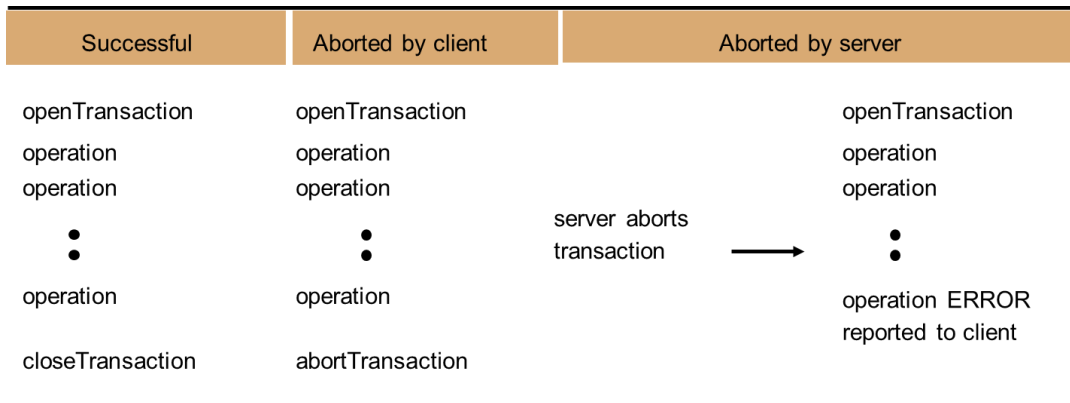 Successful Aborted by client Aborted by server
openTransaction openTransaction openTransaction
operation operation operation
operation operation operation
server aborts
transaction
operation operation operation ERROR
reported to client
closeTransaction abortTransaction